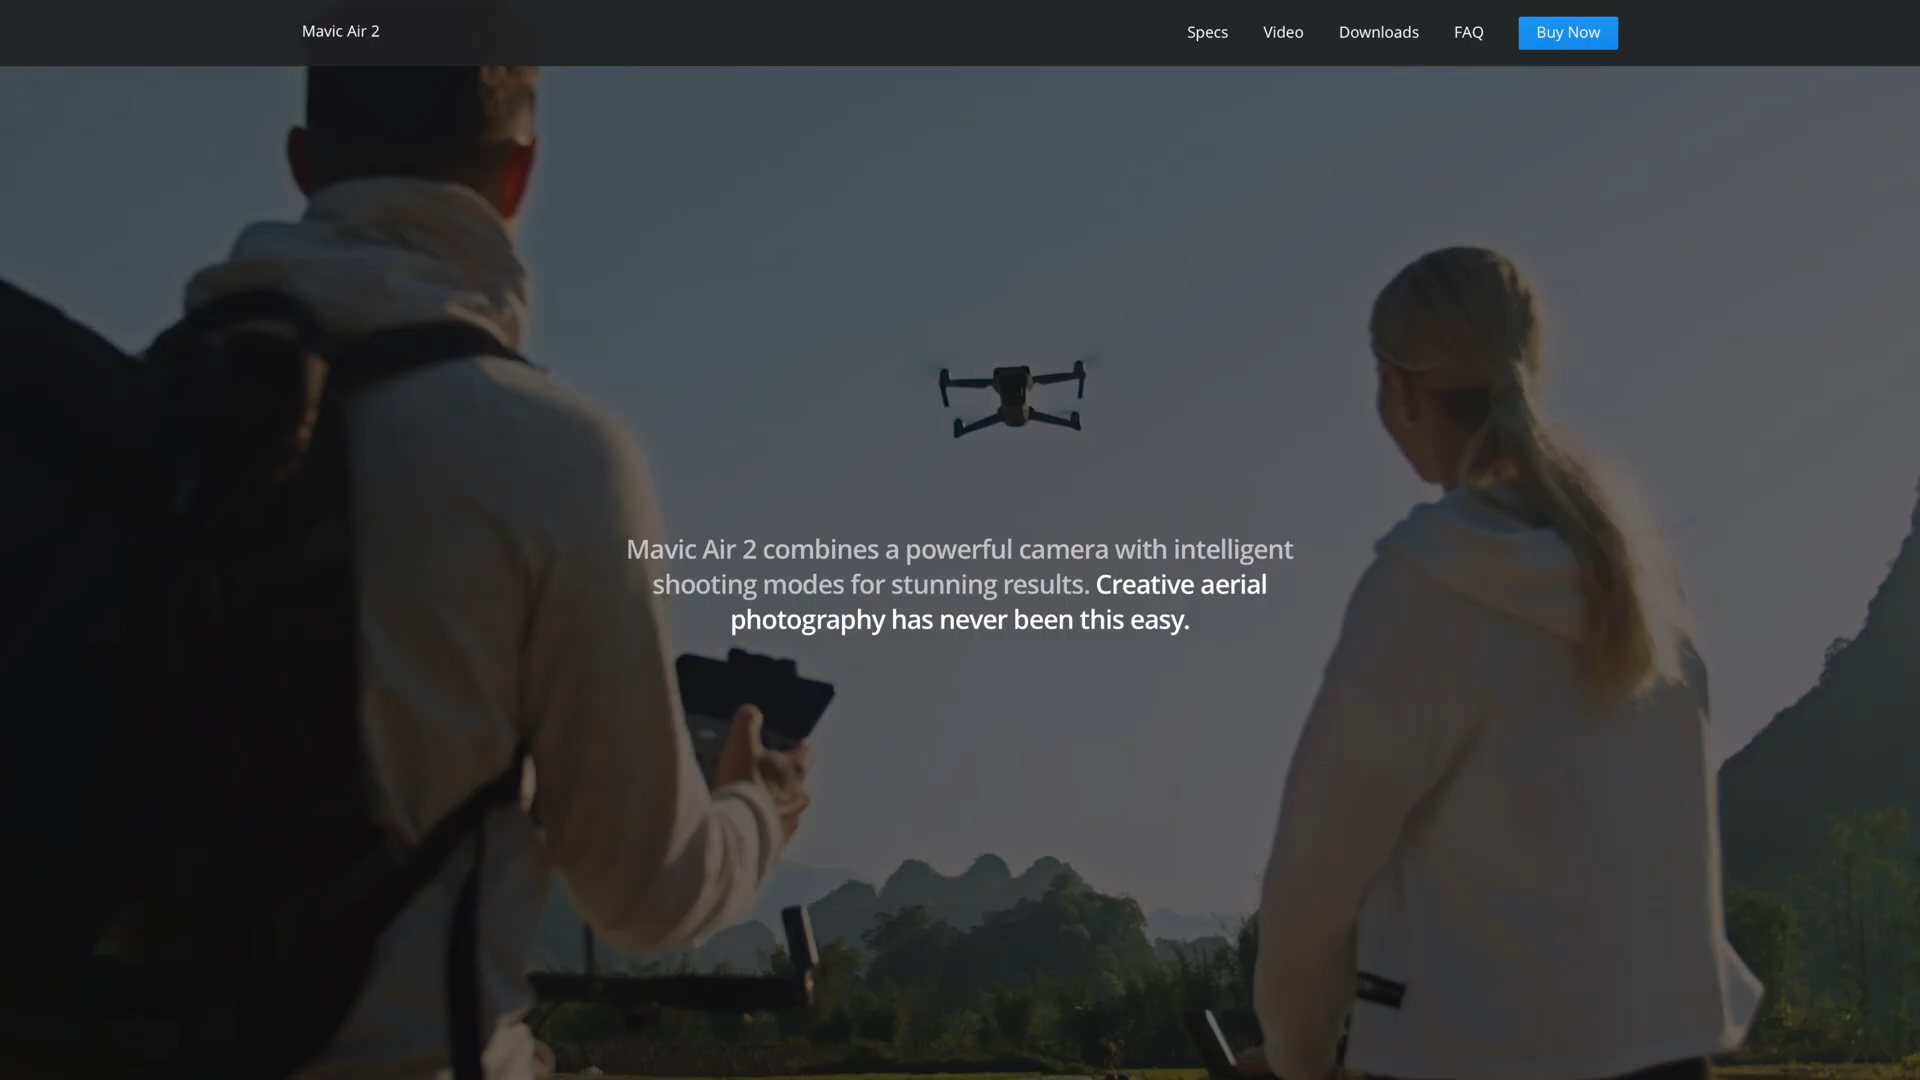 Mavic Air 2
Specs
Video
Downloads
FAQ
Buy Now
Mavic Air 2 combines a powerful camera with intelligent
shooting modes for stunning results. Creative aerial
photography has never been this easy.